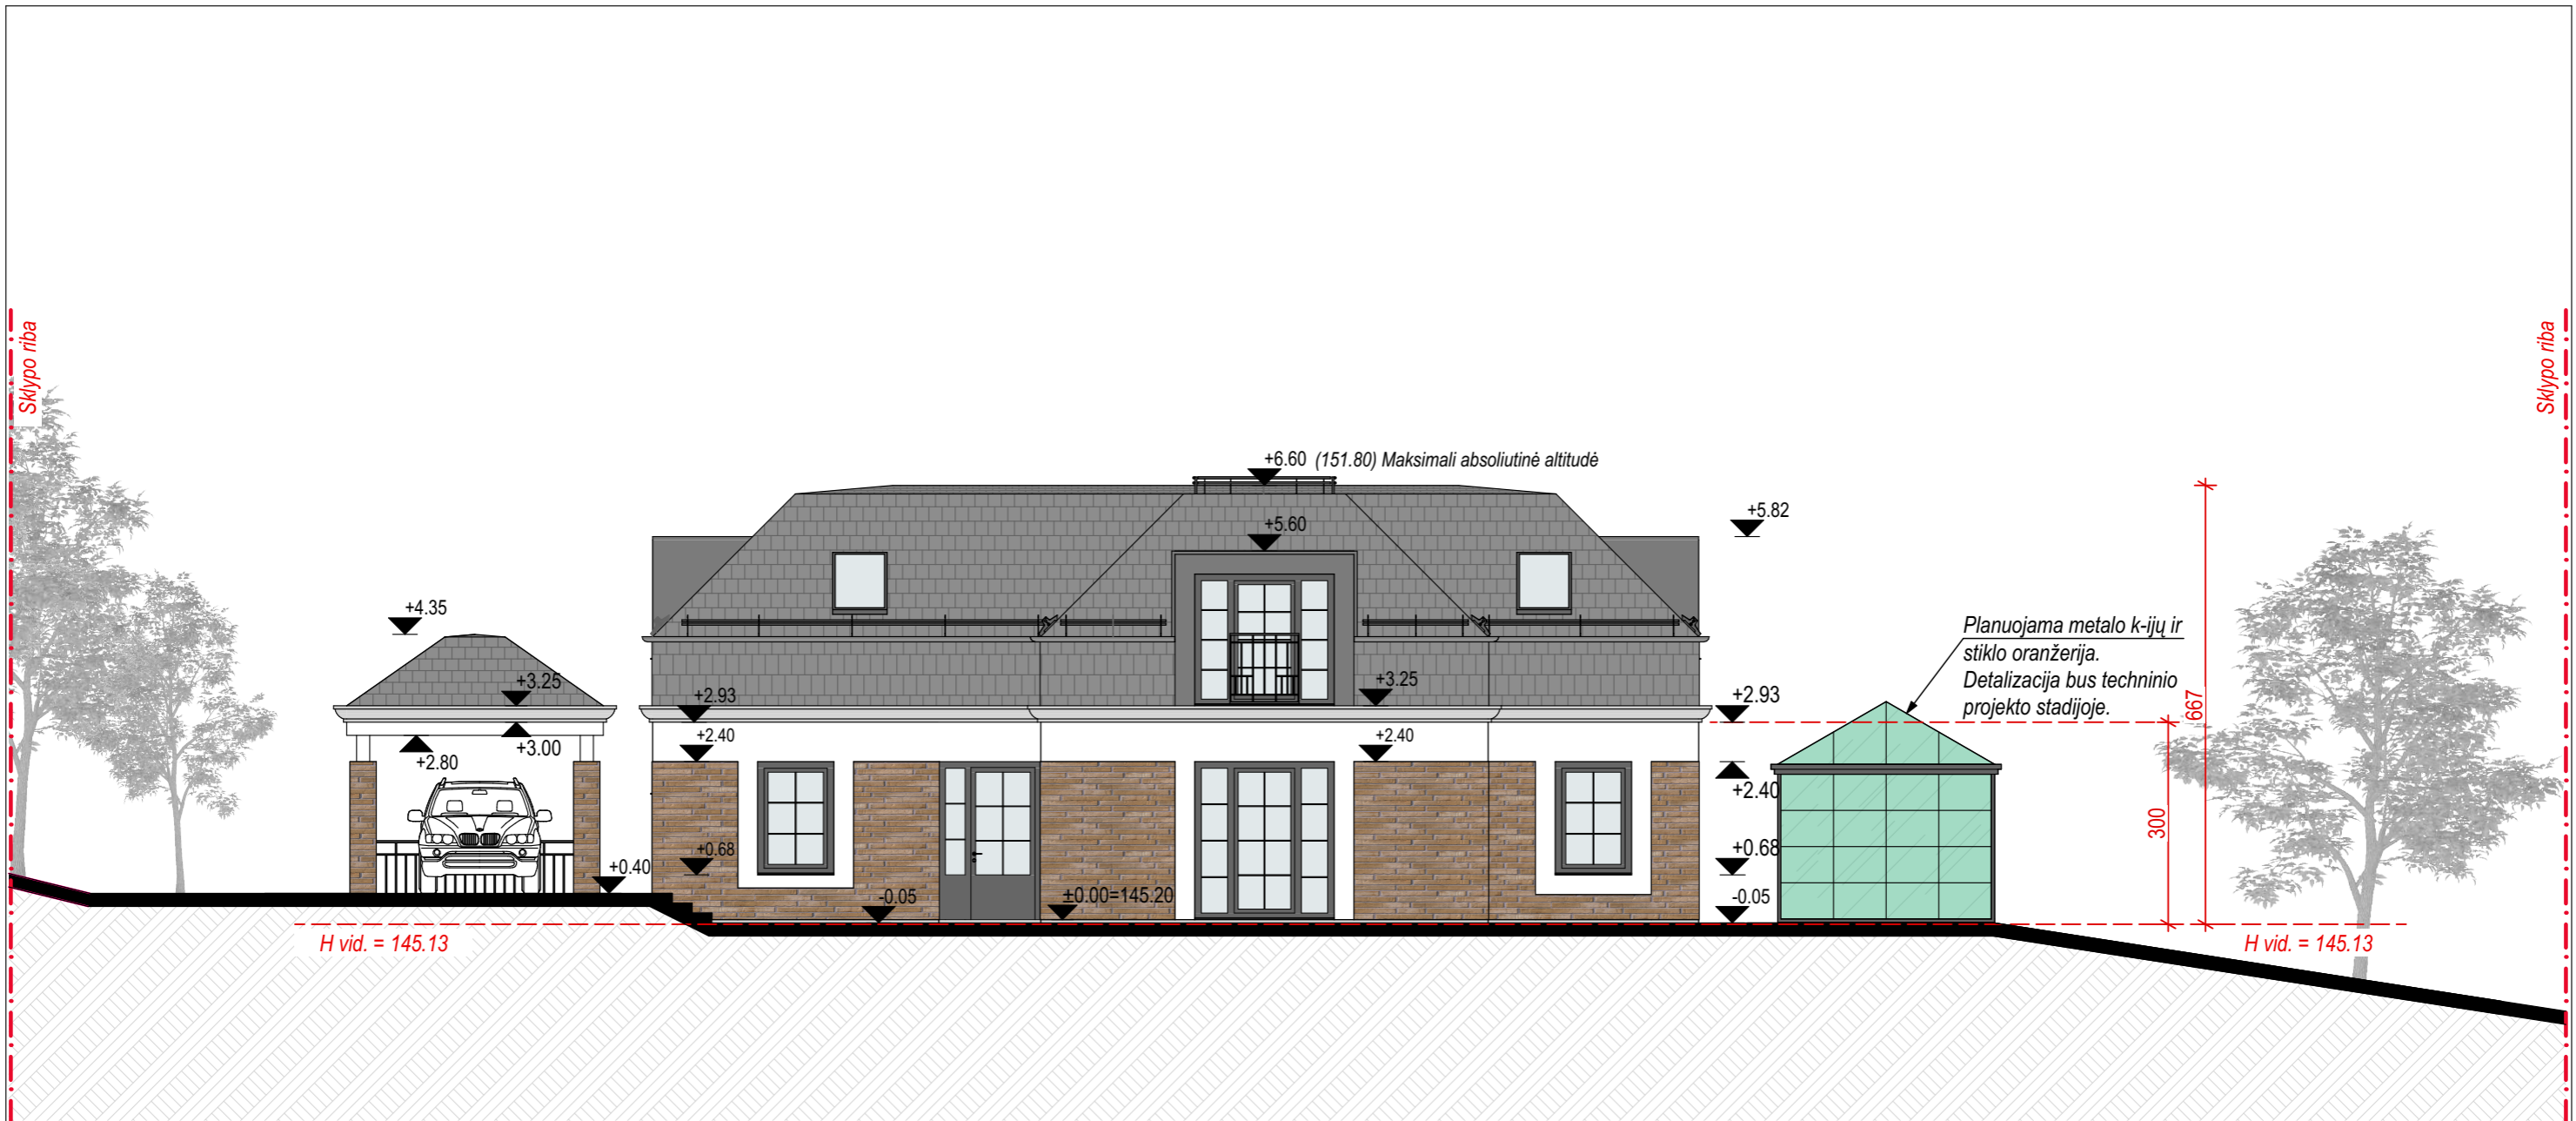 Sklypo riba
Sklypo riba
+6.60 (151.80) Maksimali absoliutinė altitudė
+5.82
+5.60
+4.35
Planuojama metalo k-ijų ir
stiklo oranžerija.
Detalizacija bus techninio
projekto stadijoje.
+3.25
+2.93
+3.25
+2.93
667
+3.00
+2.80
+2.40
+2.40
+2.40
300
+0.40
+0.68
+0.68
-0.05
±0.00=145.20
-0.05
H vid. = 145.13
H vid. = 145.13